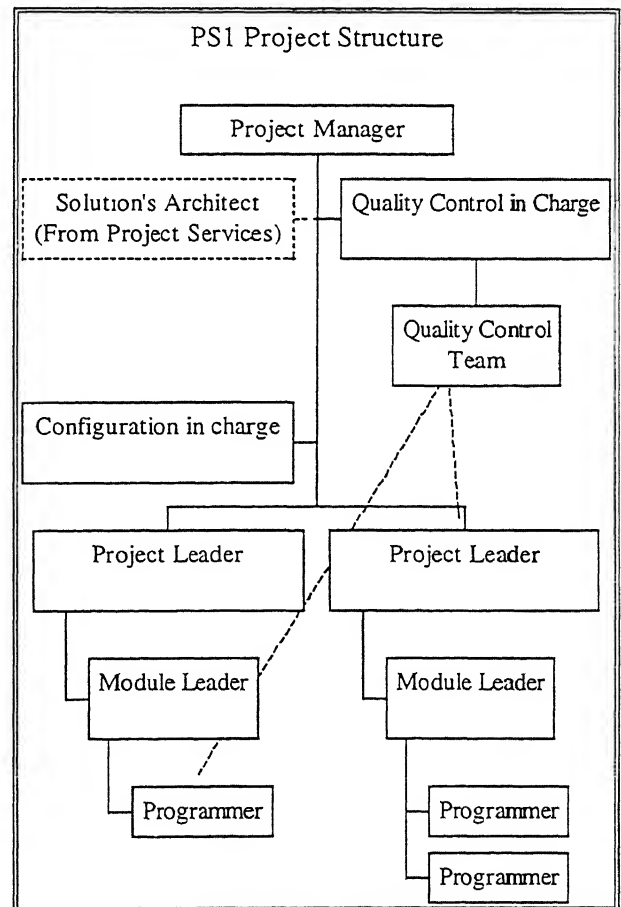 PS1 Project Structure
Project Manager
Solution's Architect
(From Project Services)
Quality Control in Charge
Quality Control
Team
Configuration in charge
Project Leader
Project Leader
Module Leader
Module Leader
Programmer
Programmer
Programmer